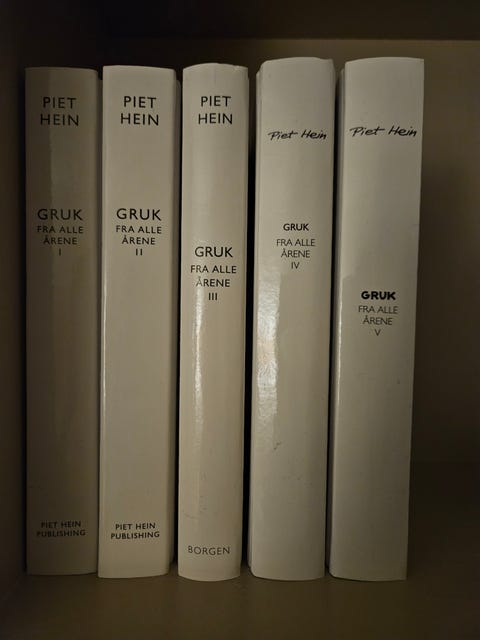 PIET
HEIN
GRUK
FRA ALLE
ÅRENE
I
PIET HEIN
PUBLISHING
PIET
HEIN
GRUK
FRA ALLE
ÅRENE
II
PIET HEIN
PUBLISHING
PIET
HEIN
GRUK
FRA ALLE
ÅRENE
III
BORGEN
Piet Hein
GRUK
FRA ALLE
ÅRENE
IV
Piet Hein
GRUK
FRA ALLE
ÅRENE
V